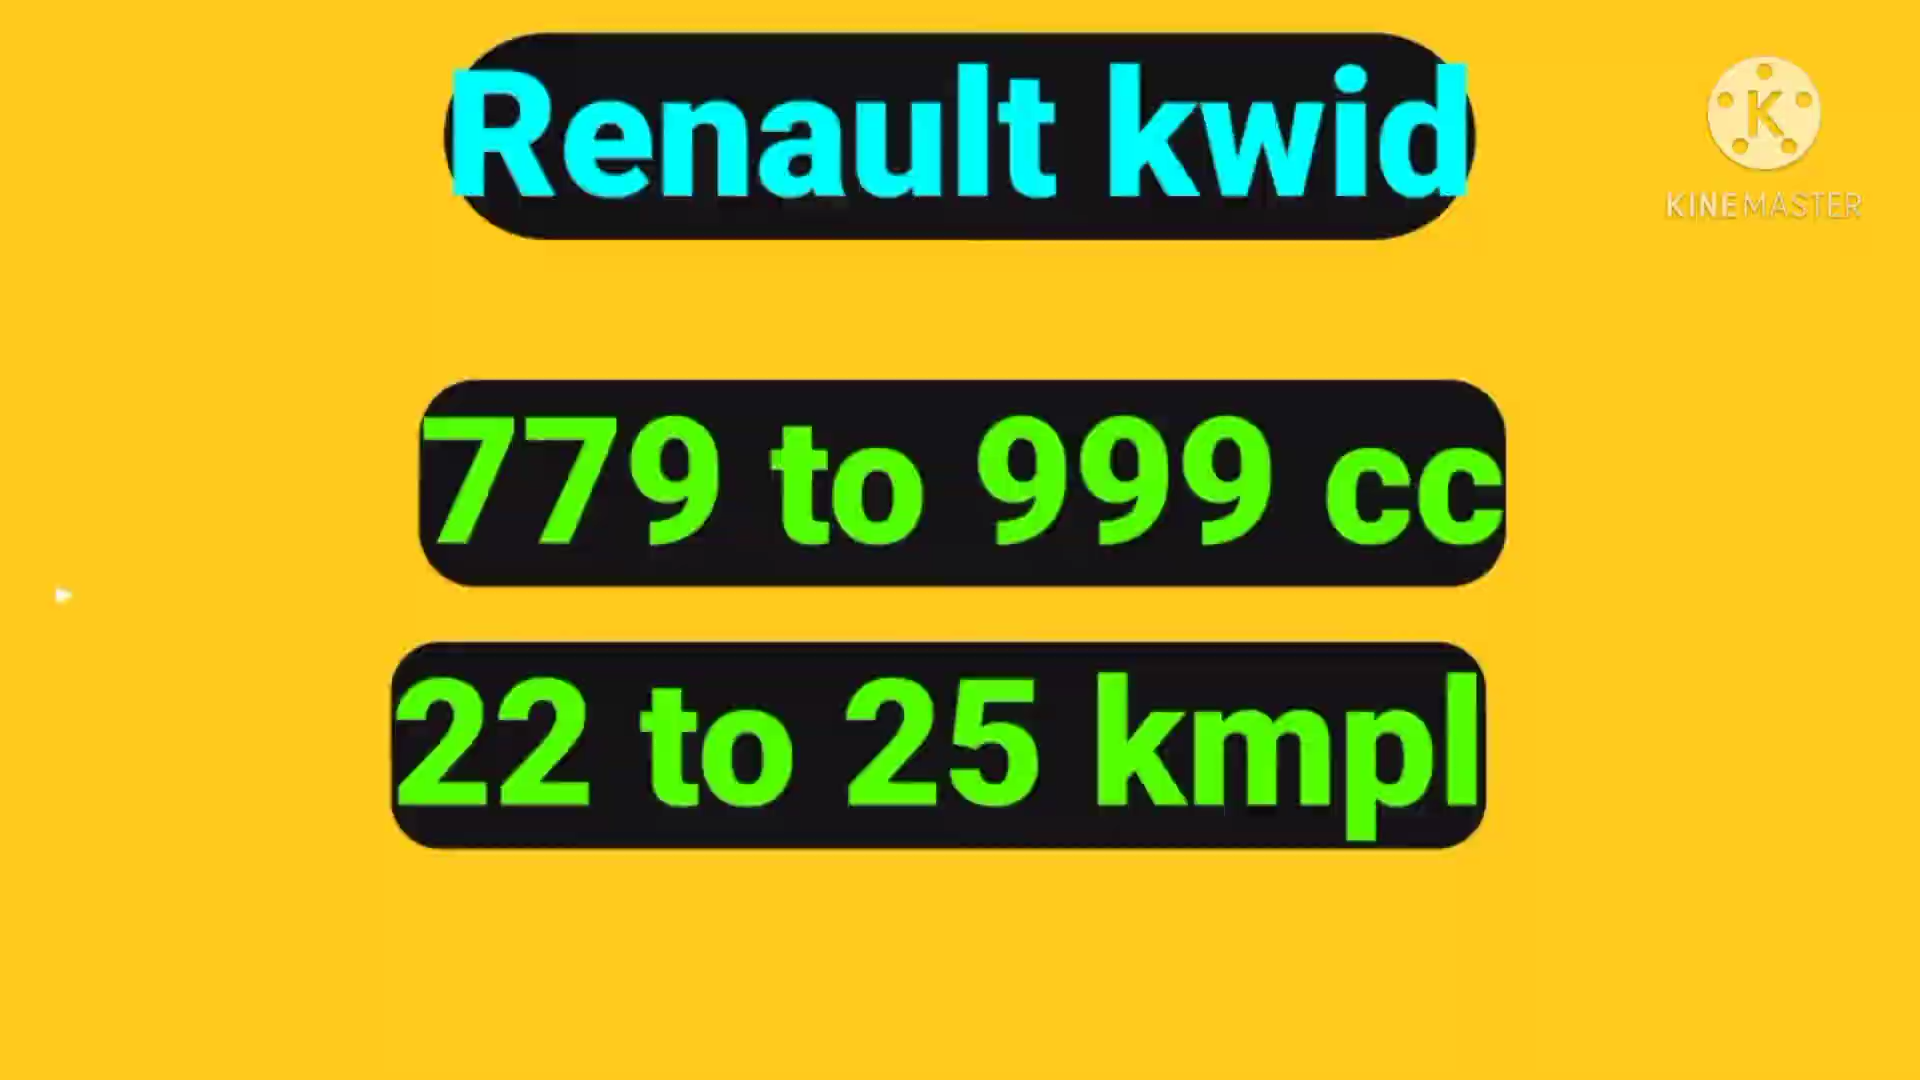 Renault kwid
K
KINEMASTER
779 to 999 cc
22 to 25 kmpl